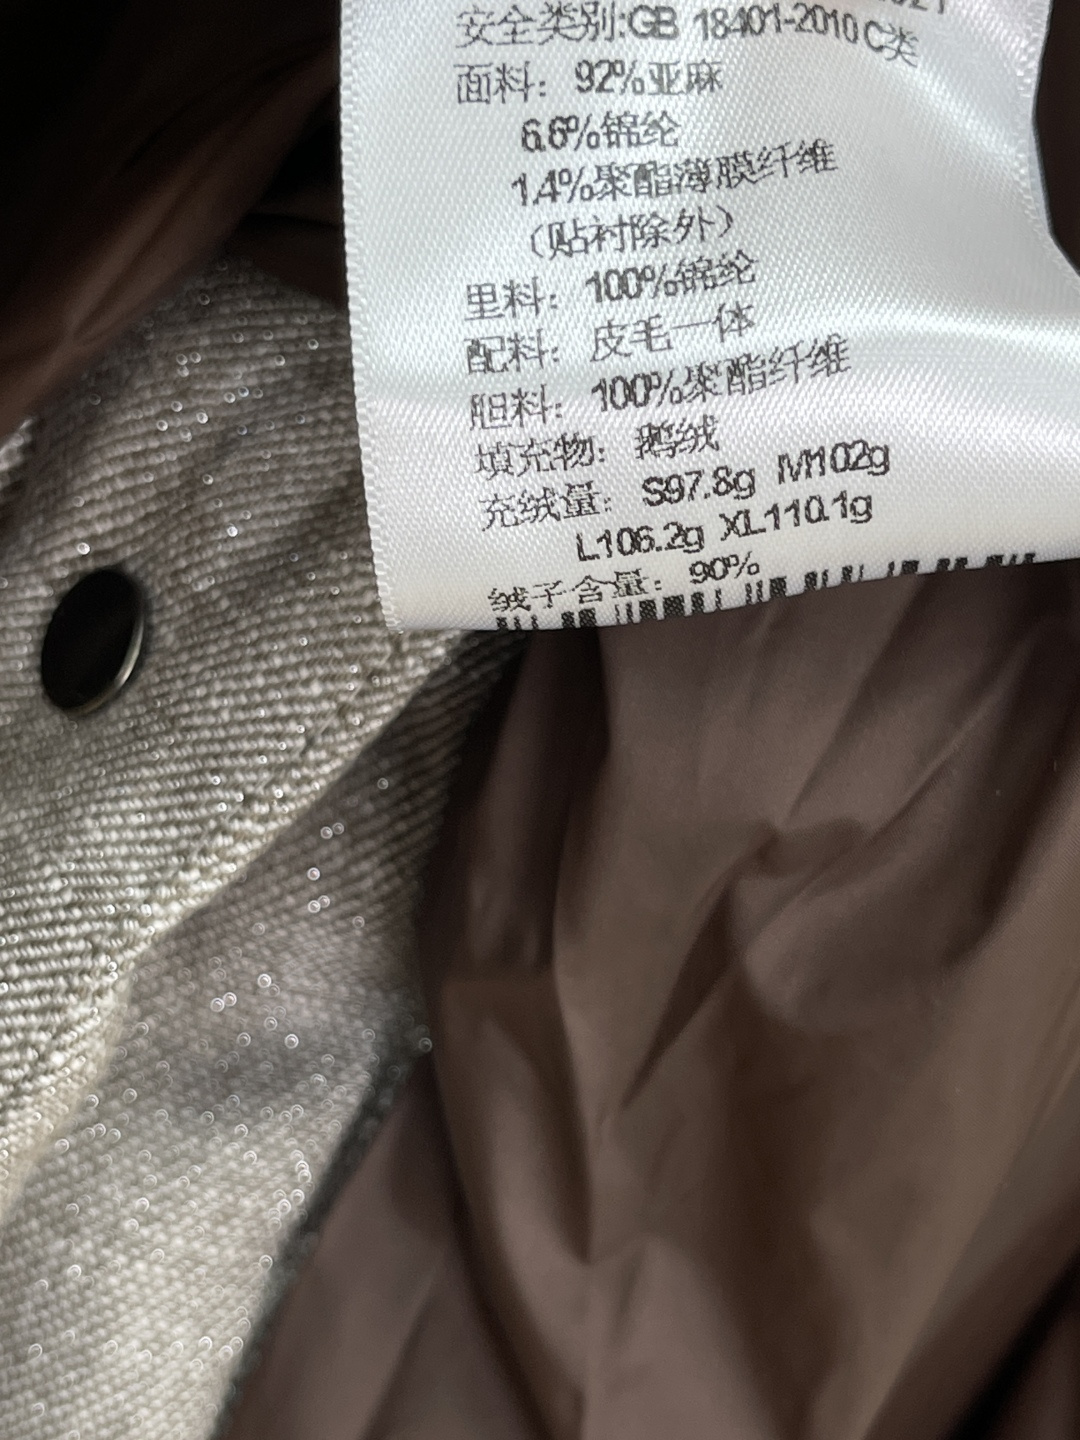 安全类别:GB 18401-2010 C类
面料：92%亚麻
6.6%锦纶
1.4%聚酯薄膜纤维
（贴衬除外）
里料：100%锦纶
配料：皮毛一体
胆料：100%聚酯纤维
填充物：鹅绒
充绒量：S97.8g M102g
L106.2g XL110.1g
绒子含量：90%